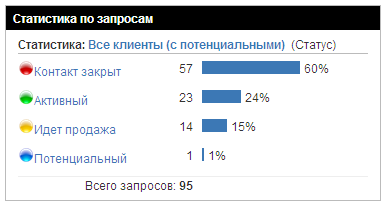 Статистика по запросам
Статистика: Все клиенты (с потенциальными) (Статус)
Контакт закрыт 57 60%
Активный 23 24%
Идет продажа 14 15%
Потенциальный 1 1%
Всего запросов: 95